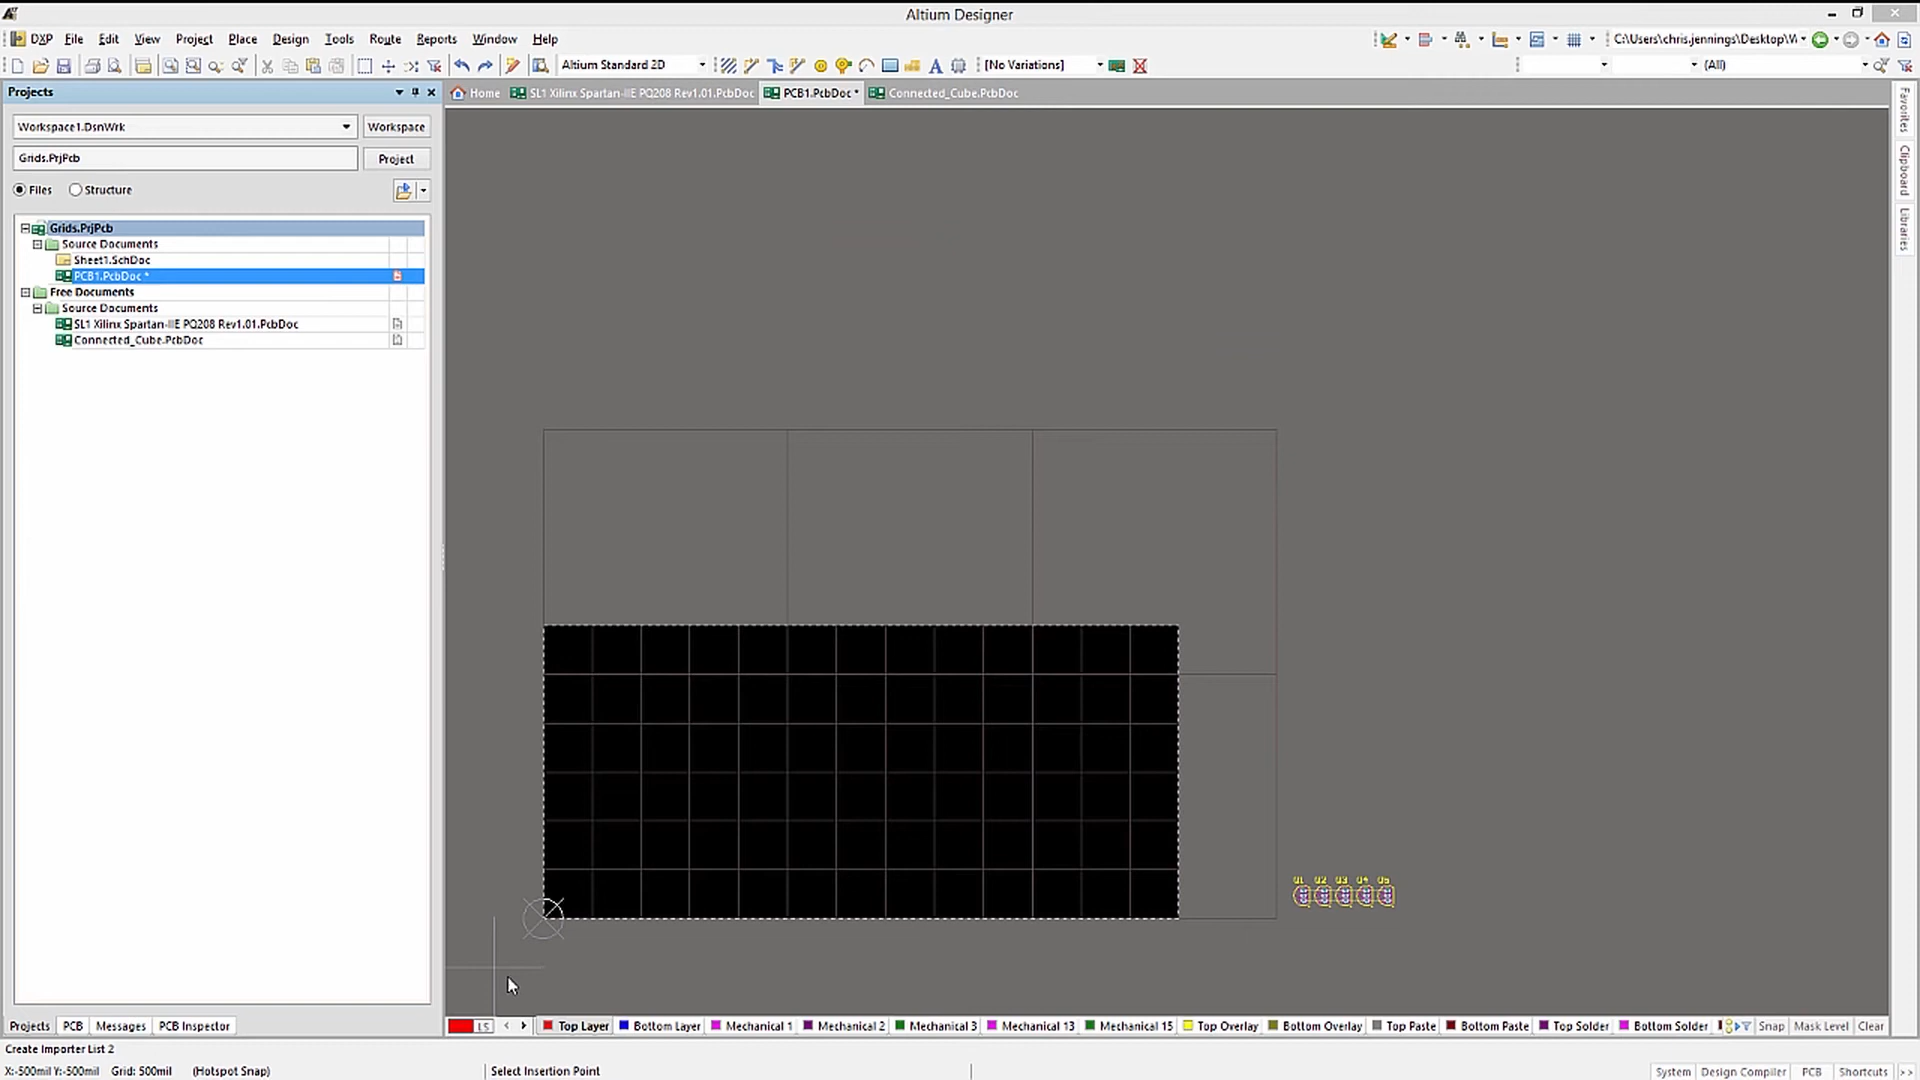 Altium Designer
DXP File Edit View Project Place Design Tools Route Reports Window Help
C:\Users\chris.jennings\Desktop\W
Altium Standard 2D
[No Variations]
(All)
Projects
Home
SL1 Xilinx Spartan-IIE PQ208 Rev1.01.PcbDoc
PCB1.PcbDoc *
Connected_Cube.PcbDoc
Workspace1.DsnWrk
Workspace
Grids.PrjPcb
Project
Files
Structure
Grids.PrjPcb
Source Documents
Sheet1.SchDoc
PCB1.PcbDoc *
Free Documents
Source Documents
SL1 Xilinx Spartan-IIE PQ208 Rev1.01.PcbDoc
Connected_Cube.PcbDoc
Favorites
Clipboard
Libraries
Projects PCB Messages PCB Inspector
LS Top Layer Bottom Layer Mechanical 1 Mechanical 2 Mechanical 3 Mechanical 13 Mechanical 15 Top Overlay Bottom Overlay Top Paste Bottom Paste Top Solder Bottom Solder Snap Mask Level Clear
Create Importer List 2
X:-500mil Y:-500mil Grid: 500mil (Hotspot Snap)
Select Insertion Point
System Design Compiler PCB Shortcuts >>